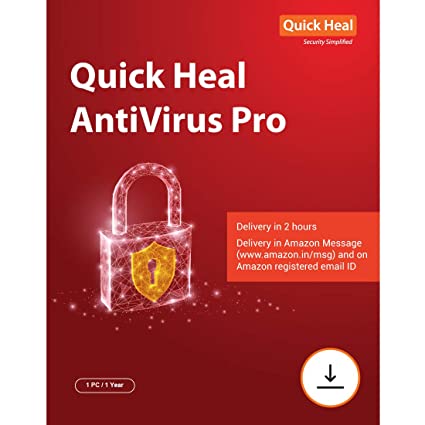 Quick Heal
Security Simplified
Quick Heal
AntiVirus Pro
Delivery in 2 hours
Delivery in Amazon Message
(www.amazon.in/msg) and on
Amazon registered email ID
1 PC / 1 Year